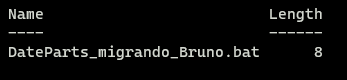 Name Length
---- ------
DateParts_migrando_Bruno.bat 8